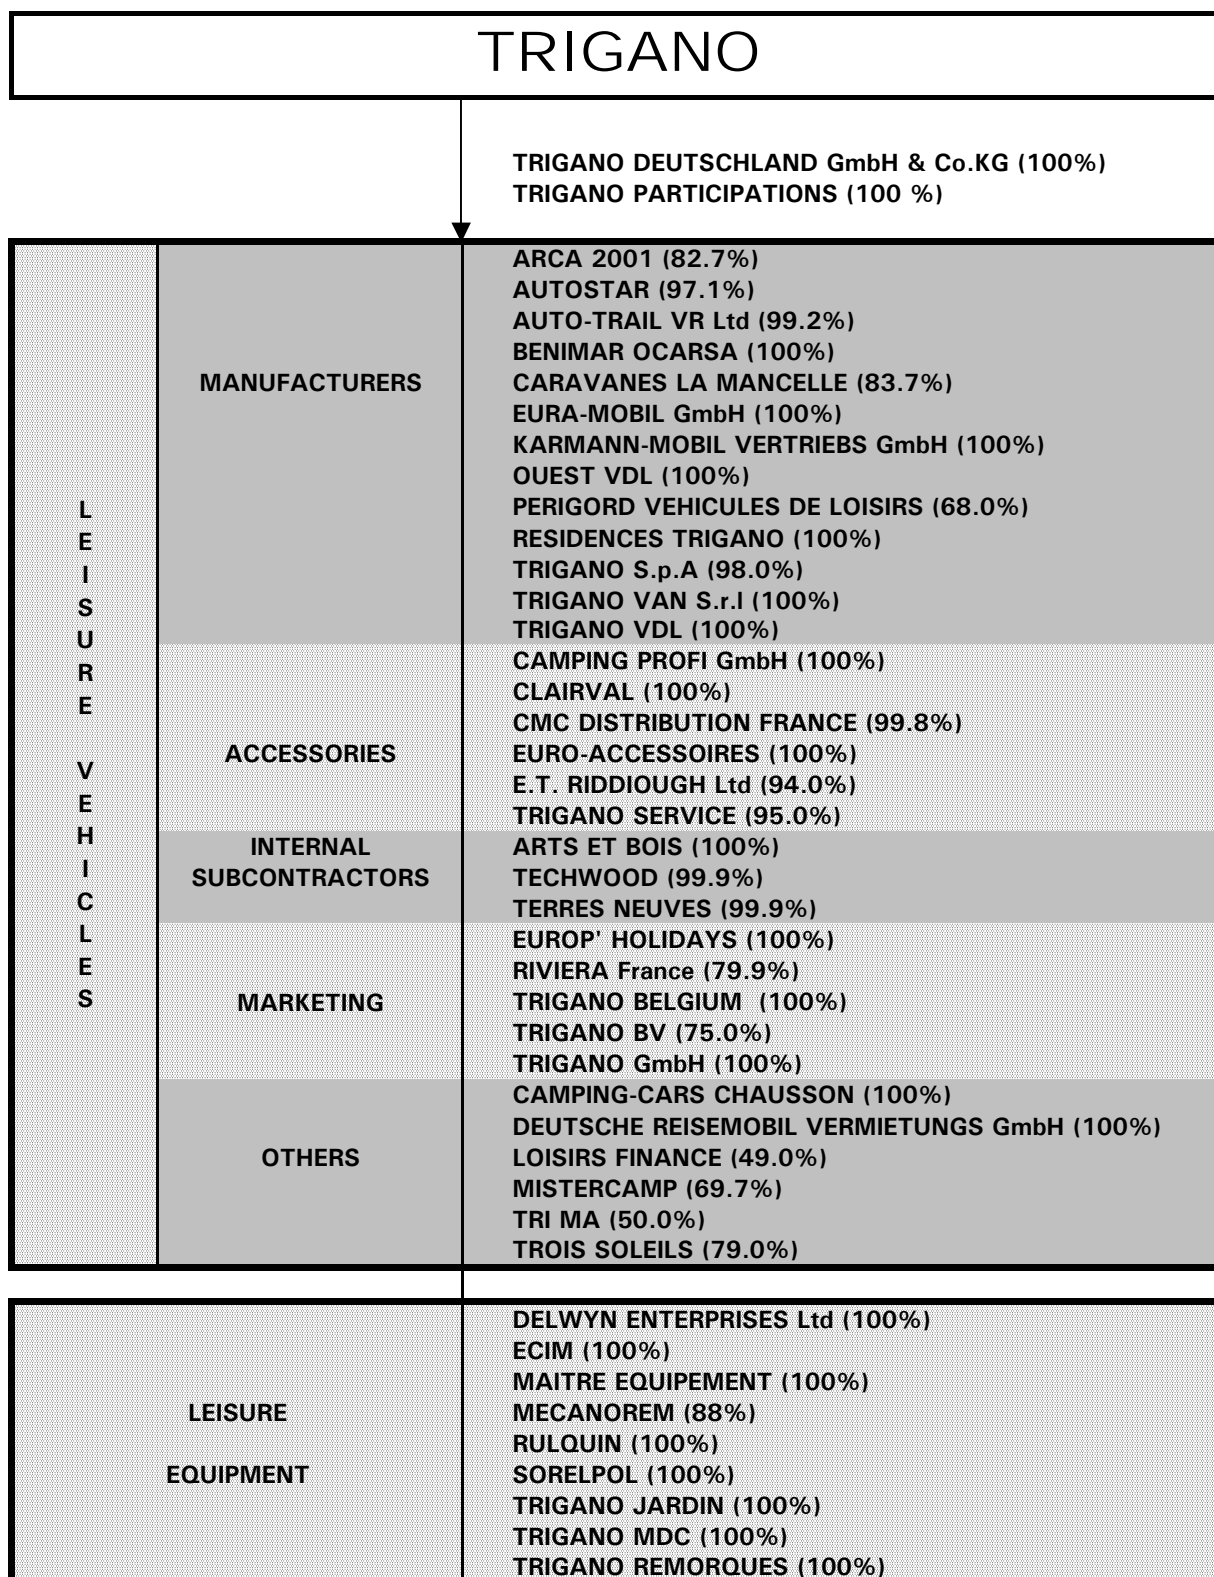 TRIGANO
TRIGANO DEUTSCHLAND GmbH & Co.KG (100%)
TRIGANO PARTICIPATIONS (100 %)
LEISURE VEHICLES
MANUFACTURERS
ARCA 2001 (82.7%)
AUTOSTAR (97.1%)
AUTO-TRAIL VR Ltd (99.2%)
BENIMAR OCARSA (100%)
CARAVANES LA MANCELLE (83.7%)
EURA-MOBIL GmbH (100%)
KARMANN-MOBIL VERTRIEBS GmbH (100%)
OUEST VDL (100%)
PERIGORD VEHICULES DE LOISIRS (68.0%)
RESIDENCES TRIGANO (100%)
TRIGANO S.p.A (98.0%)
TRIGANO VAN S.r.l (100%)
TRIGANO VDL (100%)
ACCESSORIES
CAMPING PROFI GmbH (100%)
CLAIRVAL (100%)
CMC DISTRIBUTION FRANCE (99.8%)
EURO-ACCESSOIRES (100%)
E.T. RIDDIOUGH Ltd (94.0%)
TRIGANO SERVICE (95.0%)
INTERNAL
SUBCONTRACTORS
ARTS ET BOIS (100%)
TECHWOOD (99.9%)
TERRES NEUVES (99.9%)
MARKETING
EUROP' HOLIDAYS (100%)
RIVIERA France (79.9%)
TRIGANO BELGIUM (100%)
TRIGANO BV (75.0%)
TRIGANO GmbH (100%)
OTHERS
CAMPING-CARS CHAUSSON (100%)
DEUTSCHE REISEMOBIL VERMIETUNGS GmbH (100%)
LOISIRS FINANCE (49.0%)
MISTERCAMP (69.7%)
TRI MA (50.0%)
TROIS SOLEILS (79.0%)
LEISURE
EQUIPMENT
DELWYN ENTERPRISES Ltd (100%)
ECIM (100%)
MAITRE EQUIPEMENT (100%)
MECANOREM (88%)
RULQUIN (100%)
SORELPOL (100%)
TRIGANO JARDIN (100%)
TRIGANO MDC (100%)
TRIGANO REMORQUES (100%)